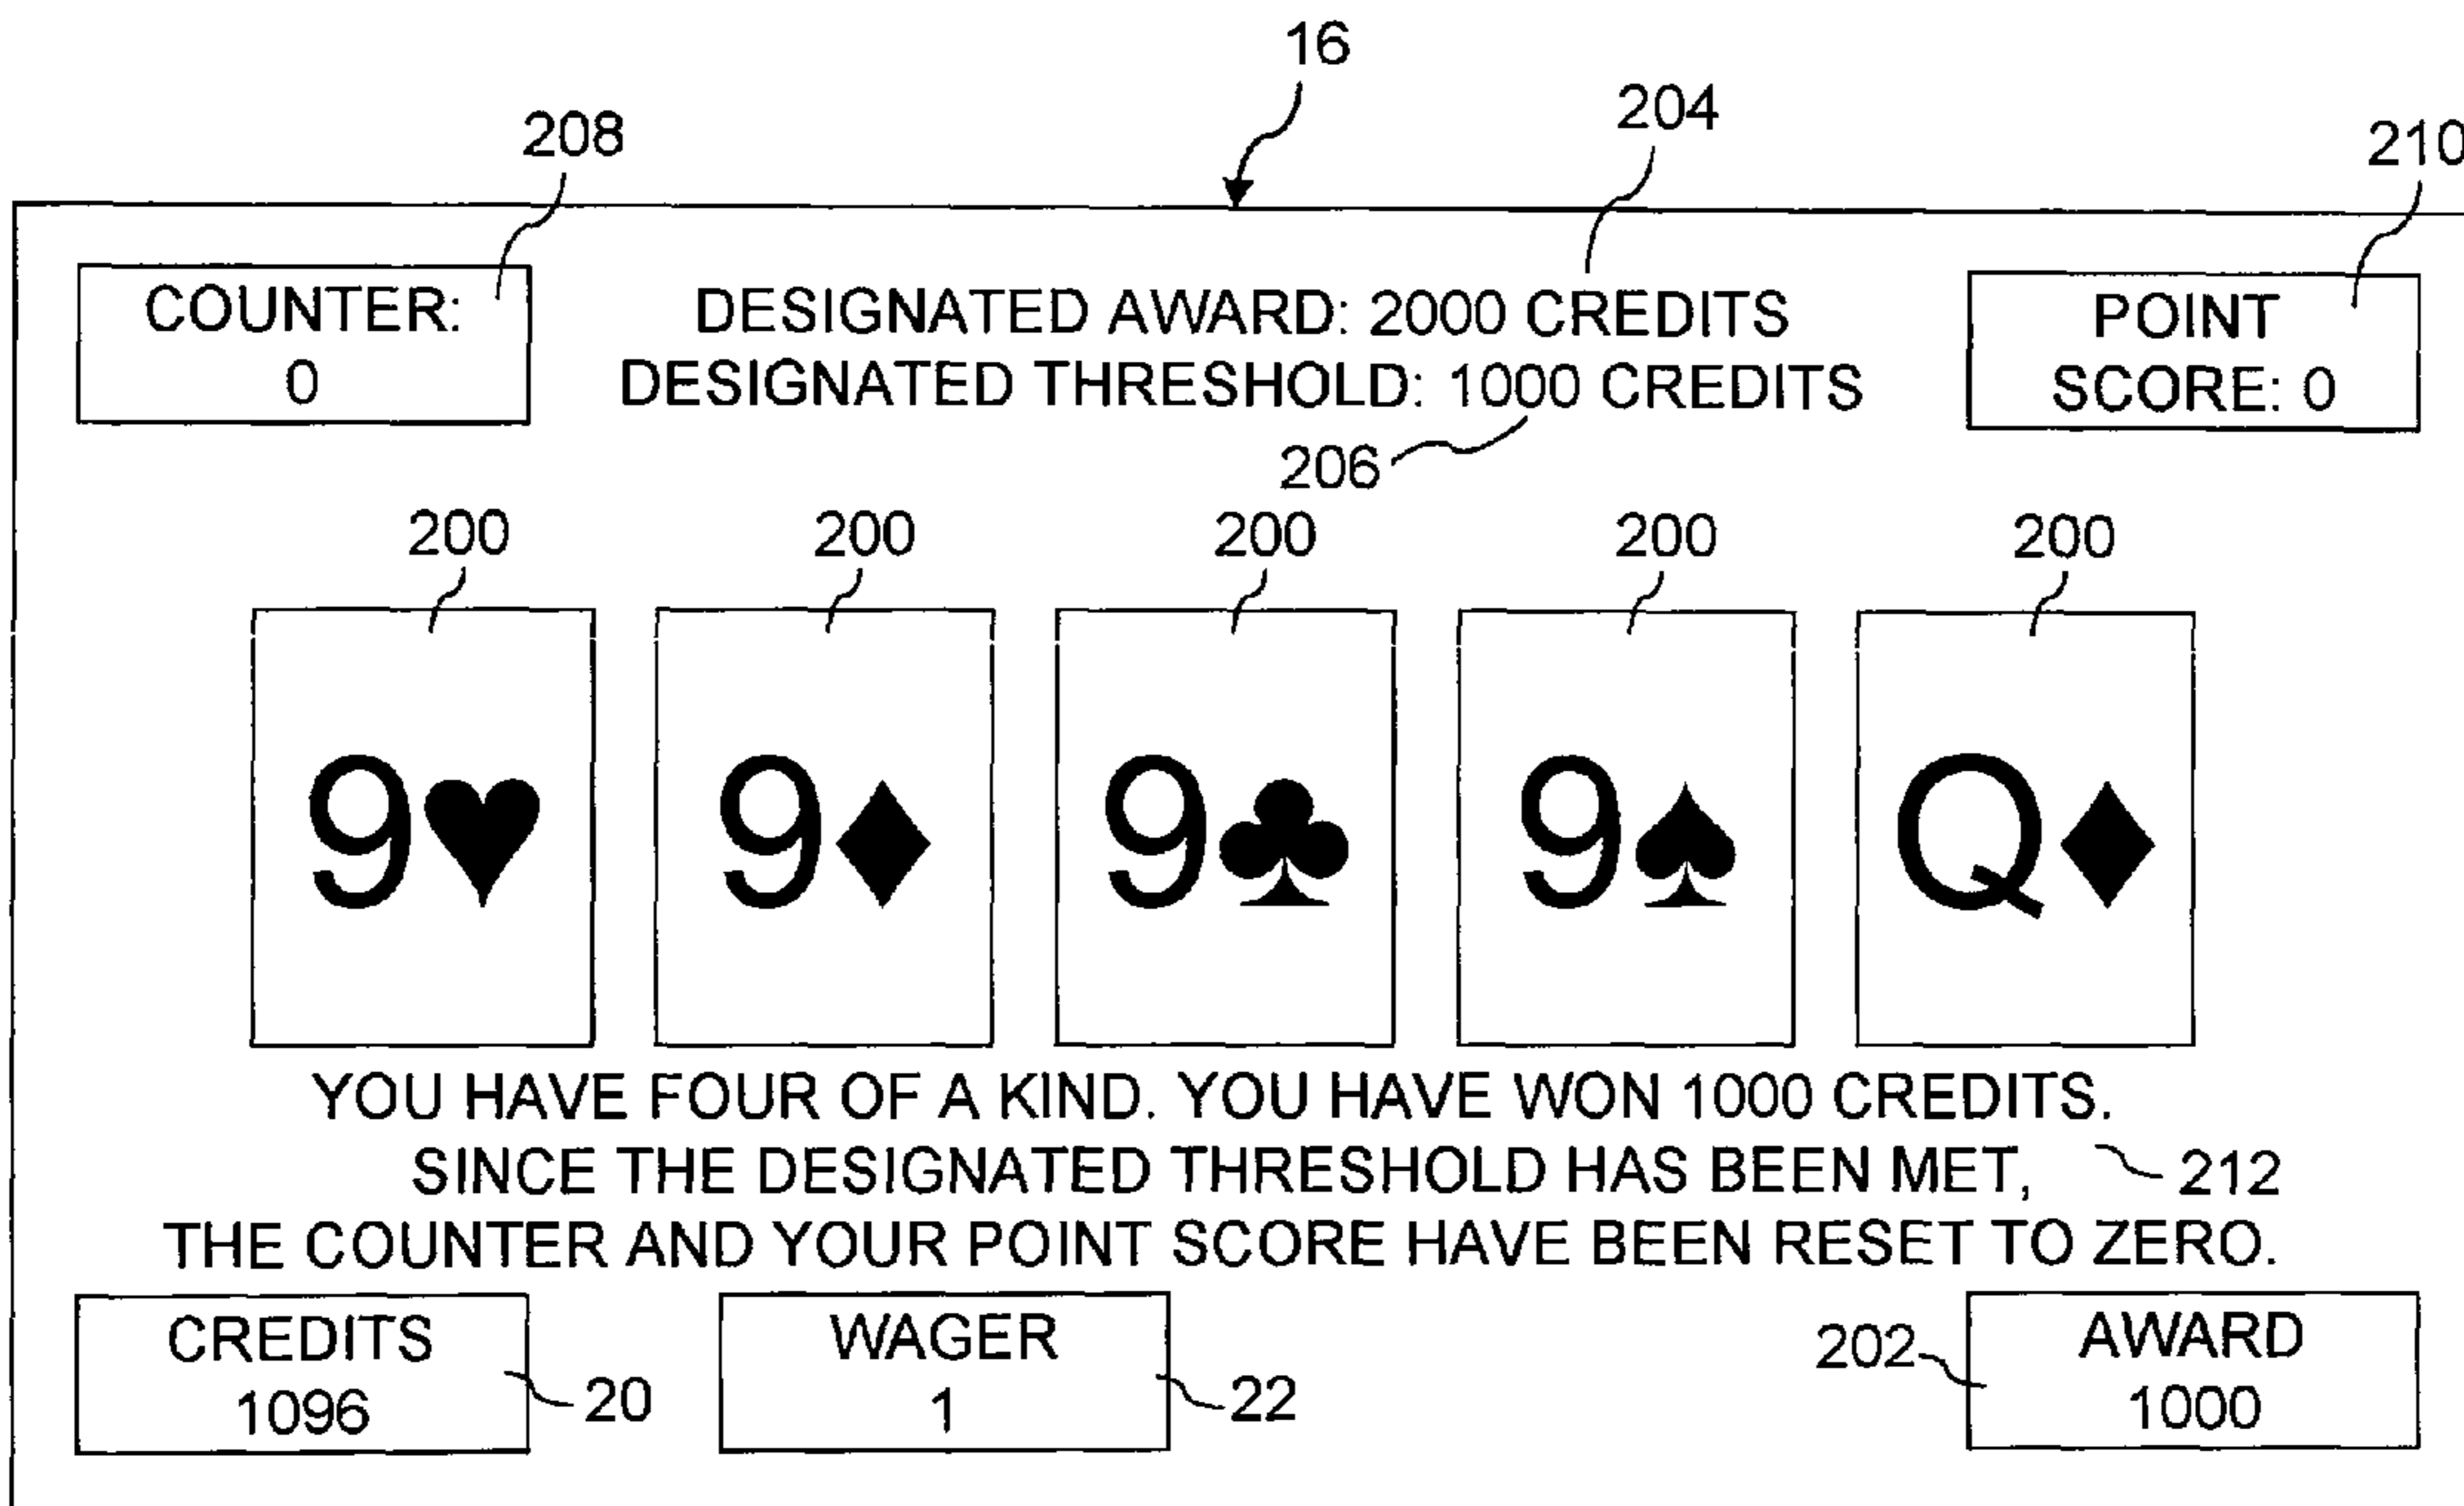 16
204
208
210
COUNTER:
0
DESIGNATED AWARD: 2000 CREDITS
DESIGNATED THRESHOLD: 1000 CREDITS
POINT
SCORE: 0
206
200 200 200 200 200
9♥ 9♦ 9♣ 9♠ Q♦
YOU HAVE FOUR OF A KIND. YOU HAVE WON 1000 CREDITS.
SINCE THE DESIGNATED THRESHOLD HAS BEEN MET,
212
THE COUNTER AND YOUR POINT SCORE HAVE BEEN RESET TO ZERO.
CREDITS
1096
20
WAGER
1
22
202
AWARD
1000